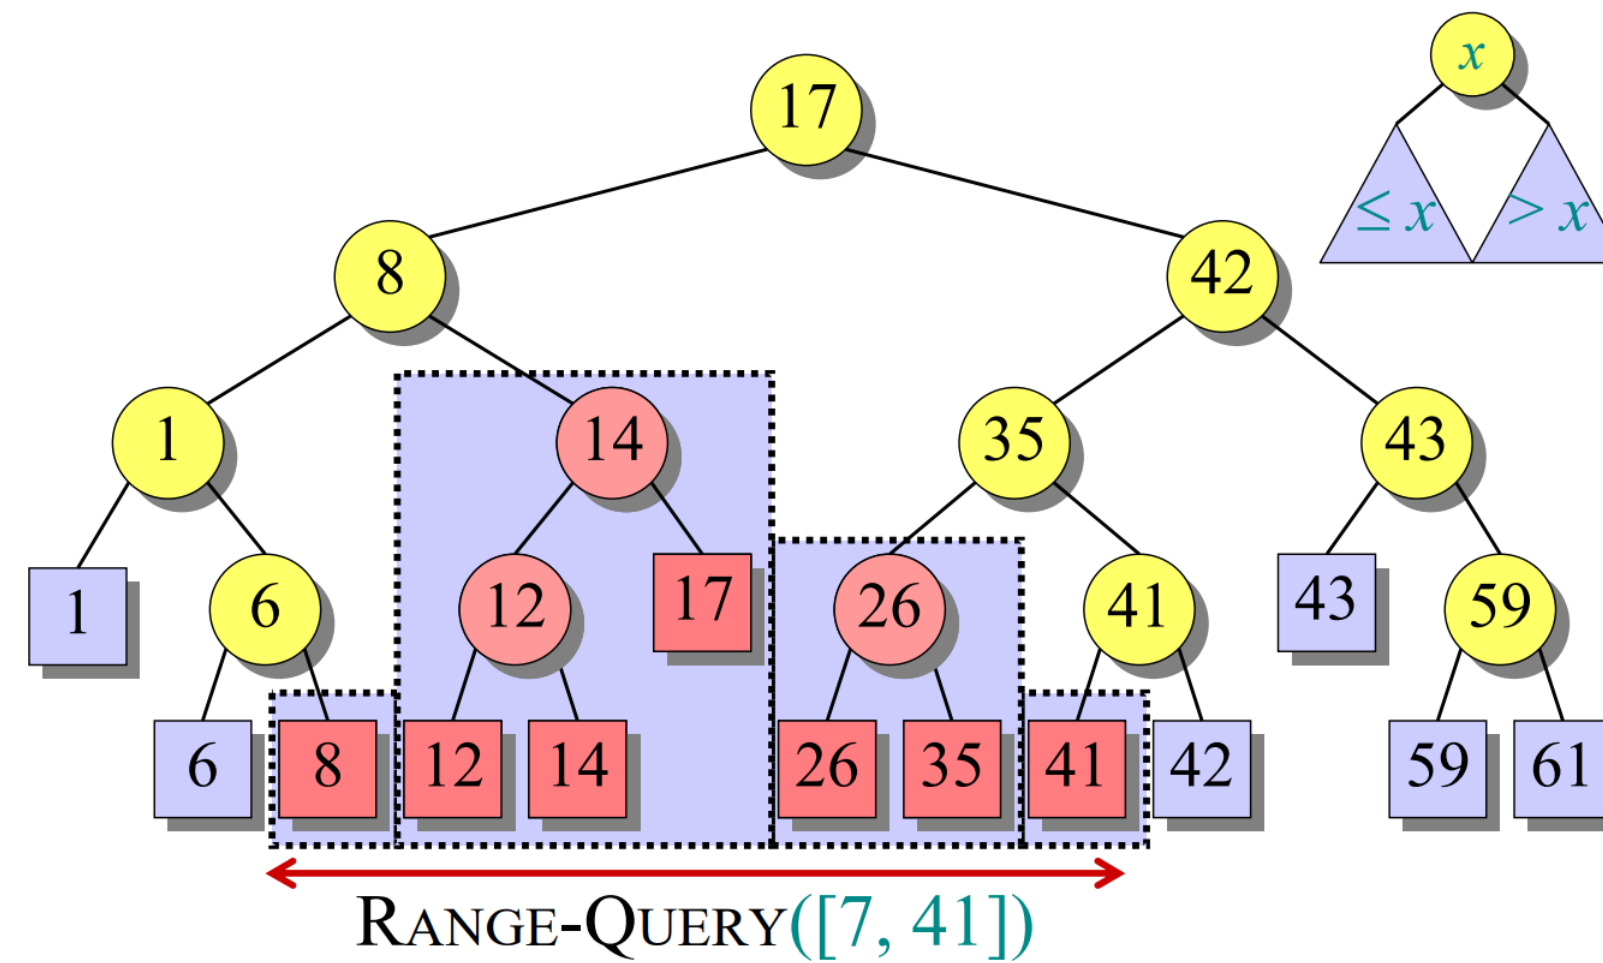 x
17
≤ x > x
8 42
1 14 35 43
1 6 12 17 26 41 43 59
6 8 12 14 26 35 41 42 59 61
RANGE-QUERY([7, 41])